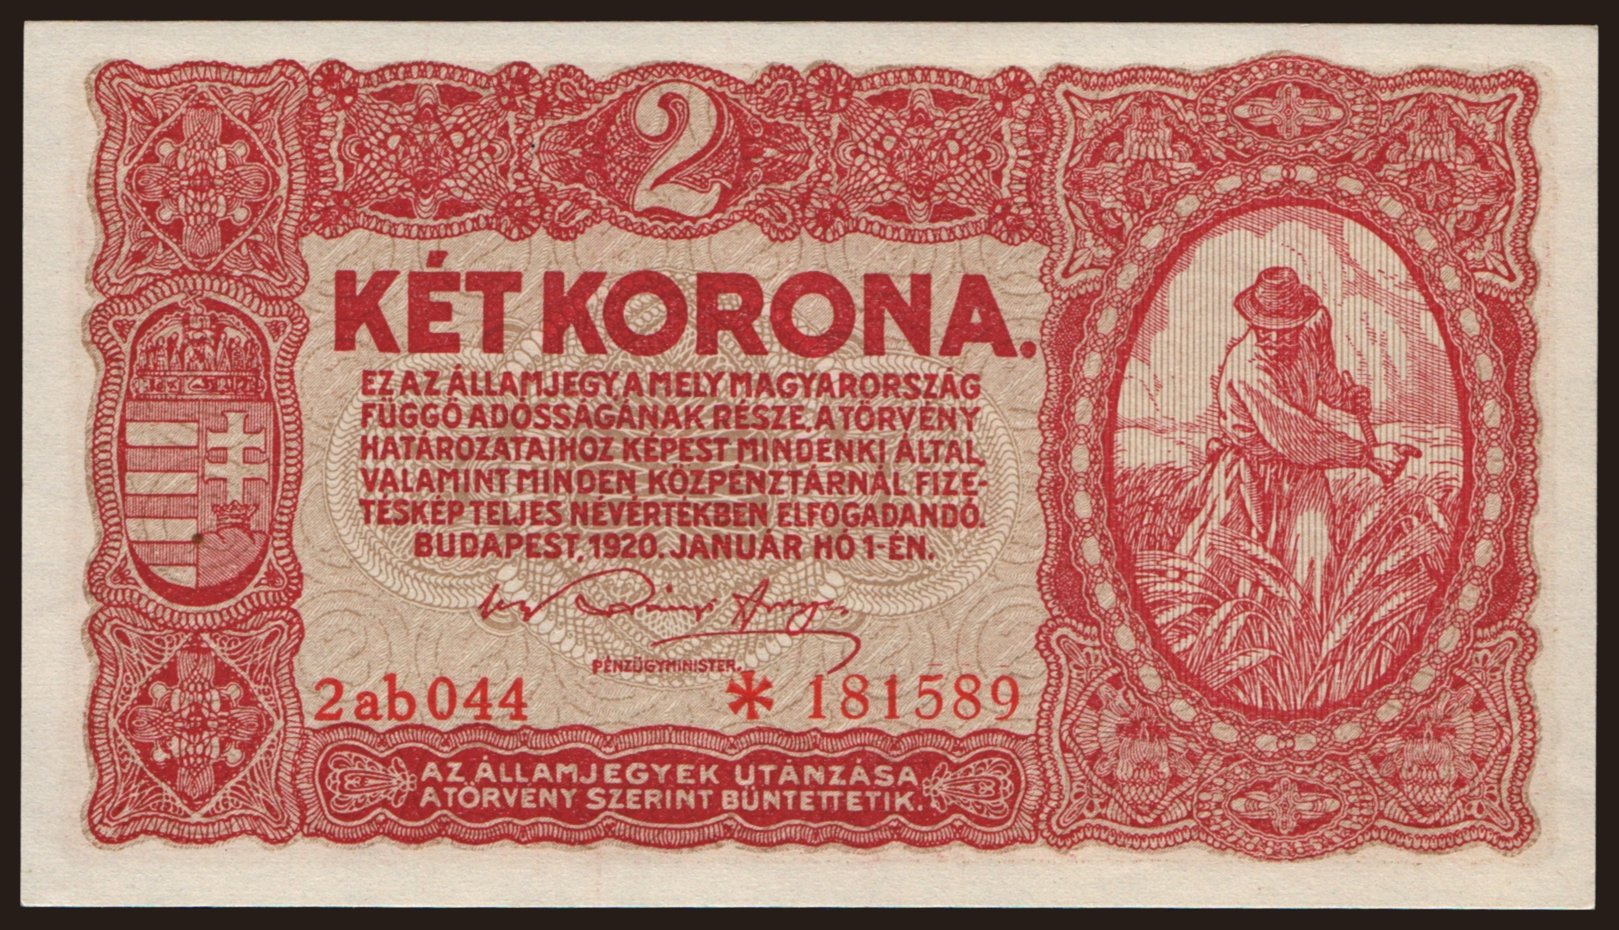 2
KÉT KORONA.
EZ AZ ÁLLAMJEGY AMELY MAGYARORSZÁG
FÜGGŐ ADÓSSÁGÁNAK RÉSZE, A TÖRVÉNY
HATÁROZATAIHOZ KÉPEST MINDENKI ÁLTAL,
VALAMINT MINDEN KÖZPÉNZTÁRNÁL FIZE-
TÉSKÉP TELJES NÉVÉRTÉKBEN ELFOGADANDÓ.
BUDAPEST, 1920. JANUÁR HÓ 1-ÉN.
PÉNZÜGYMINISTER.
2ab044 * 181589
AZ ÁLLAMJEGYEK UTÁNZÁSA
A TÖRVÉNY SZERINT BÜNTETTETIK.